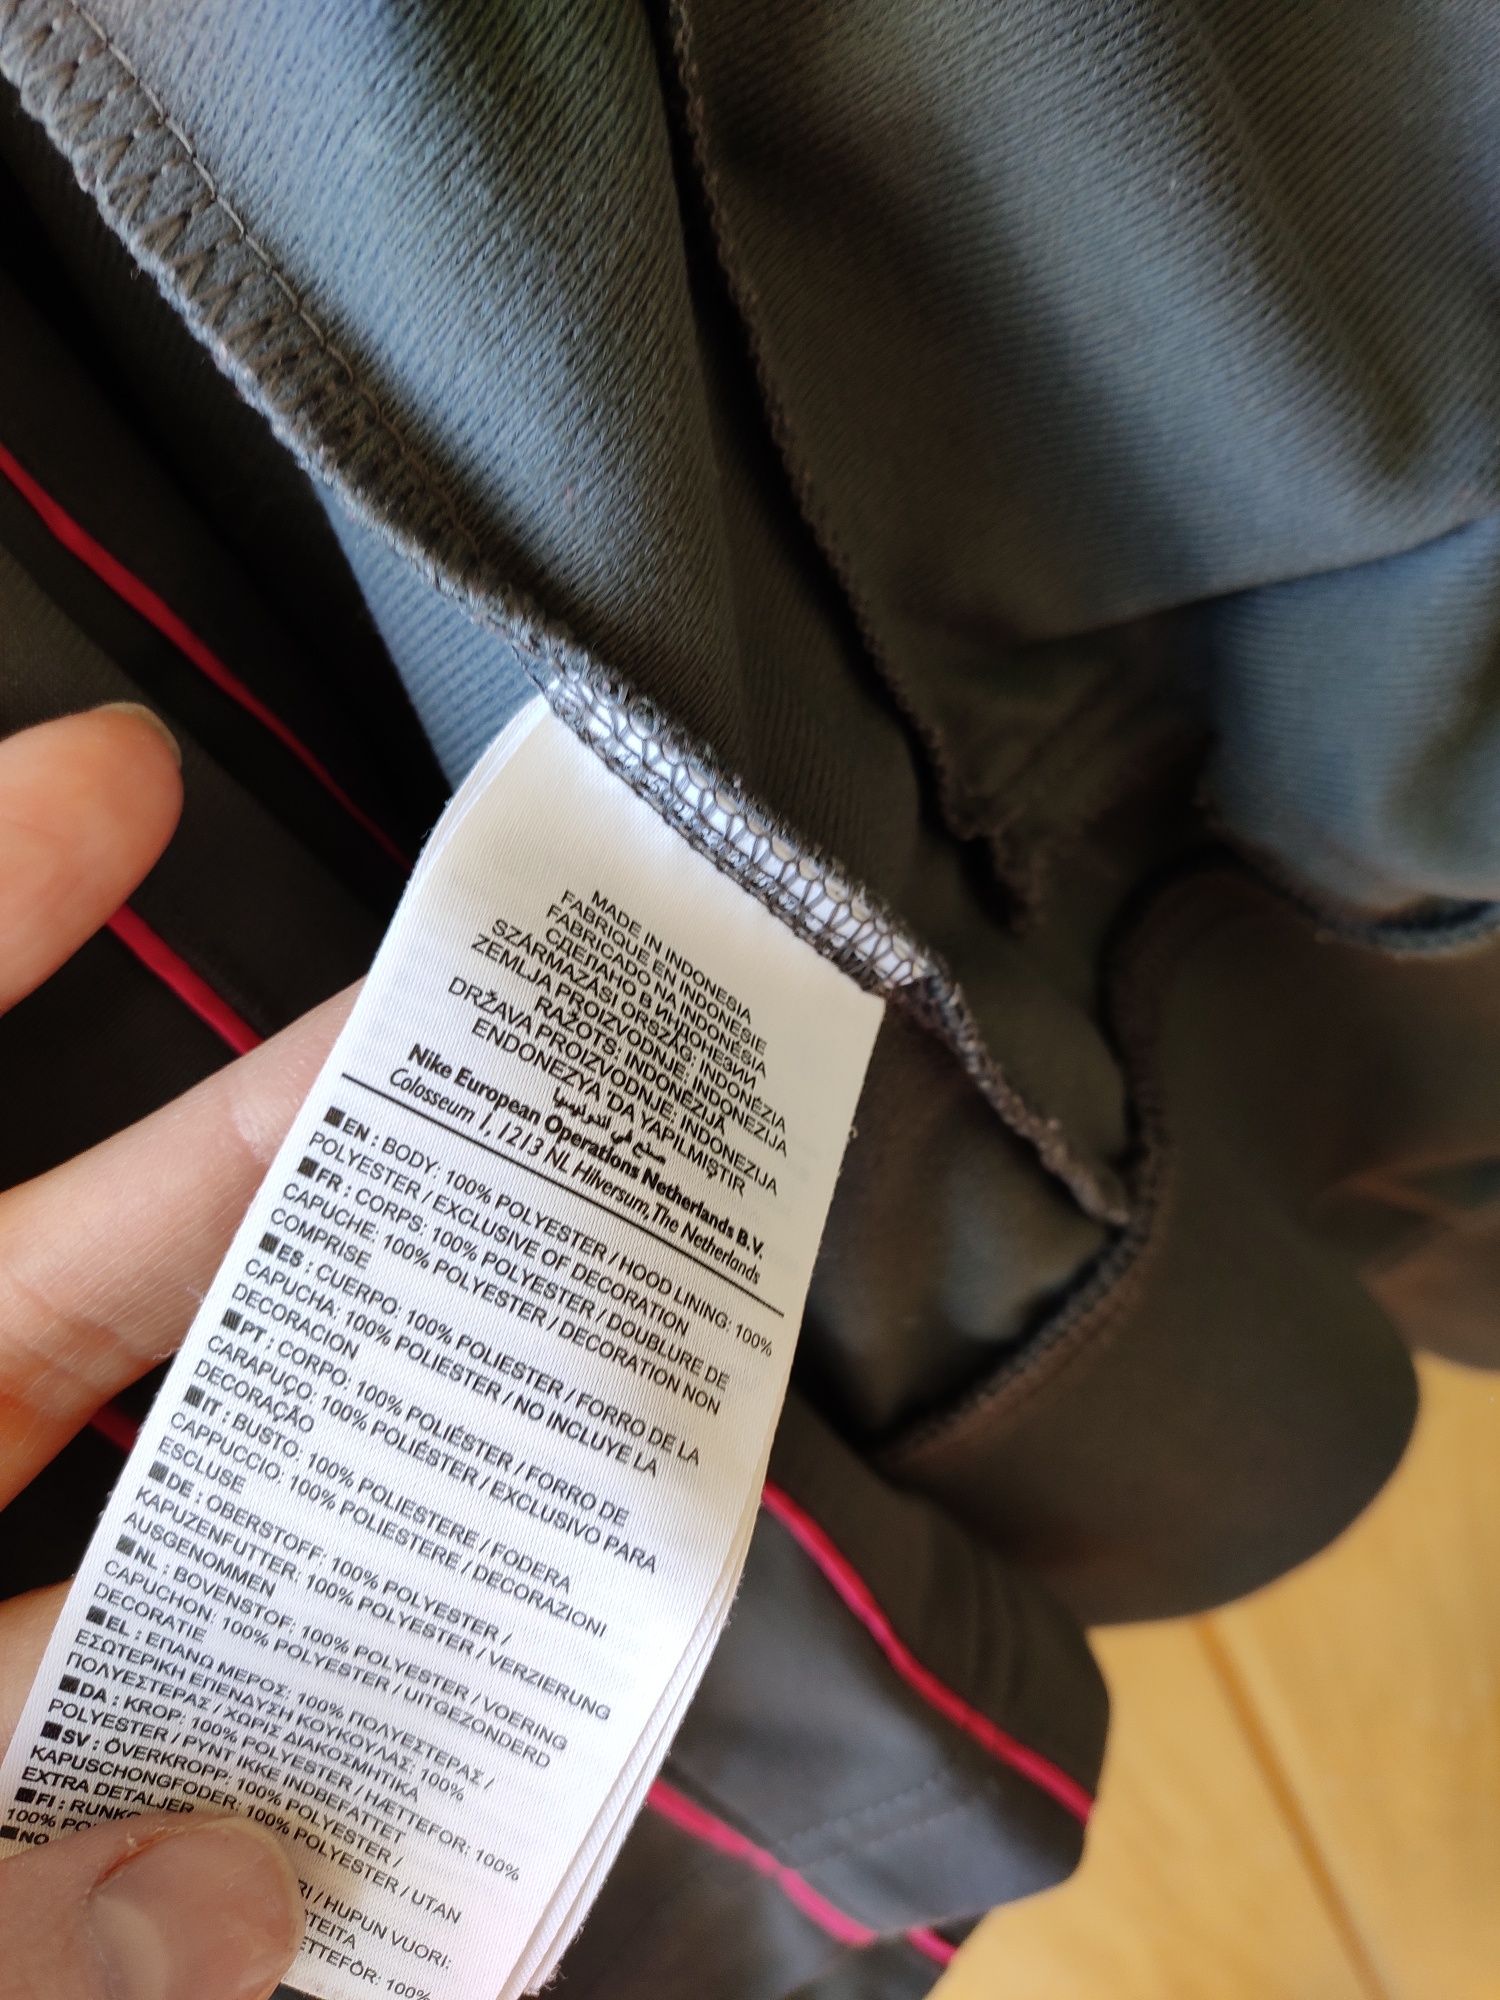 MADE IN INDONESIA
FABRIQUE EN INDONESIE
FABRICADO NA INDONÉSIA
СДЕЛАНО В ИНДОНЕЗИИ
SZÁRMAZÁSI ORSZÁG: INDONÉZIA
ZEMLJA PROIZVODNJE: INDONEZIJA
RAŽOTS: INDONĒZIJĀ
DRŽAVA PROIZVODNJE: INDONEZIJA
ENDONEZYA 'DA YAPILMIŞTIR
صنع في اندونيسيا
Nike European Operations Netherlands B.V.
Colosseum 1, 1213 NL Hilversum, The Netherlands
EN : BODY: 100% POLYESTER / HOOD LINING: 100%
POLYESTER / EXCLUSIVE OF DECORATION
FR : CORPS: 100% POLYESTER / DOUBLURE DE
CAPUCHE: 100% POLYESTER / DECORATION NON
COMPRISE
ES : CUERPO: 100% POLIESTER / FORRO DE LA
CAPUCHA: 100% POLIESTER / NO INCLUYE LA
DECORACION
PT : CORPO: 100% POLIÉSTER / FORRO DE
CARAPUÇO: 100% POLIÉSTER / EXCLUSIVO PARA
DECORAÇÃO
IT : BUSTO: 100% POLIESTERE / FODERA
CAPPUCCIO: 100% POLIESTERE / DECORAZIONI
ESCLUSE
DE : OBERSTOFF: 100% POLYESTER /
KAPUZENFUTTER: 100% POLYESTER / VERZIERUNG
AUSGENOMMEN
NL : BOVENSTOF: 100% POLYESTER / VOERING
CAPUCHON: 100% POLYESTER / UITGEZONDERD
DECORATIE
EL : ΕΠΑΝΩ ΜΕΡΟΣ: 100% ΠΟΛΥΕΣΤΕΡΑΣ /
ΕΣΩΤΕΡΙΚΗ ΕΠΕΝΔΥΣΗ ΚΟΥΚΟΥΛΑΣ: 100%
ΠΟΛΥΕΣΤΕΡΑΣ / ΧΩΡΙΣ ΔΙΑΚΟΣΜΗΤΙΚΑ
DA : KROP: 100% POLYESTER / HÆTTEFOR: 100%
POLYESTER / PYNT IKKE INDBEFATTET
SV : ÖVERKROPP: 100% POLYESTER /
KAPUSCHONGFODER: 100% POLYESTER / UTAN
EXTRA DETALJER
FI : RUNKO / HUPUN VUORI:
100%
NO 100%